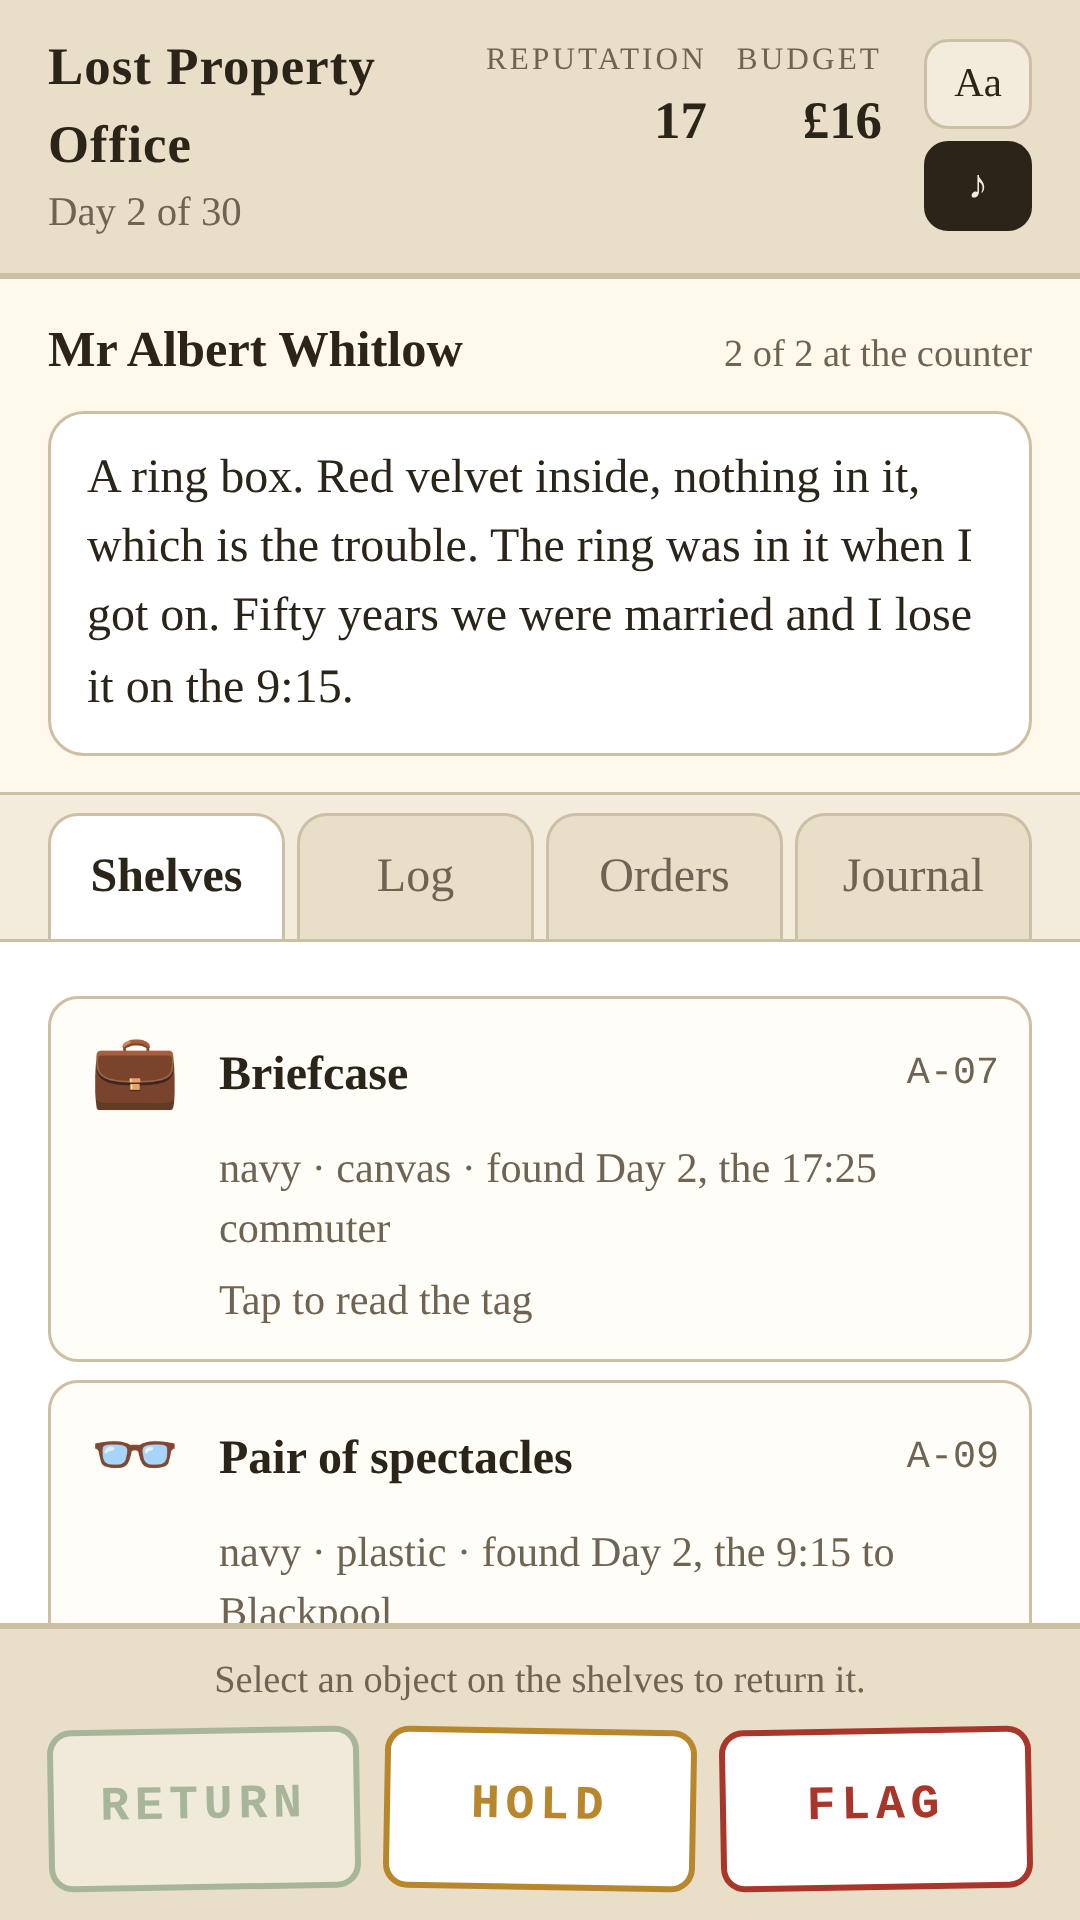 Lost Property
Office
Day 2 of 30
REPUTATION
17
BUDGET
£16
Aa
♪
Mr Albert Whitlow
2 of 2 at the counter
A ring box. Red velvet inside, nothing in it,
which is the trouble. The ring was in it when I
got on. Fifty years we were married and I lose
it on the 9:15.
Shelves
Log
Orders
Journal
Briefcase
A-07
navy · canvas · found Day 2, the 17:25
commuter
Tap to read the tag
Pair of spectacles
A-09
navy · plastic · found Day 2, the 9:15 to
Blackpool
Select an object on the shelves to return it.
RETURN
HOLD
FLAG